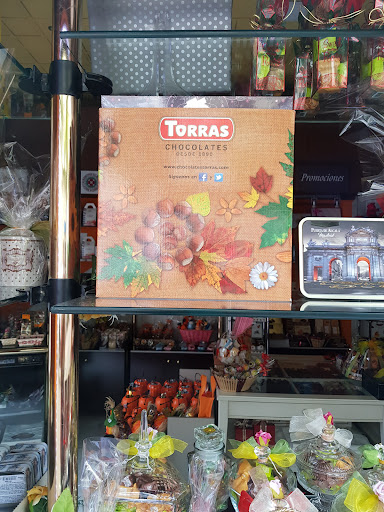 TORRAS
CHOCOLATES
DESDE 1890
www.chocolatestorras.com
Síguenos en
Promociones